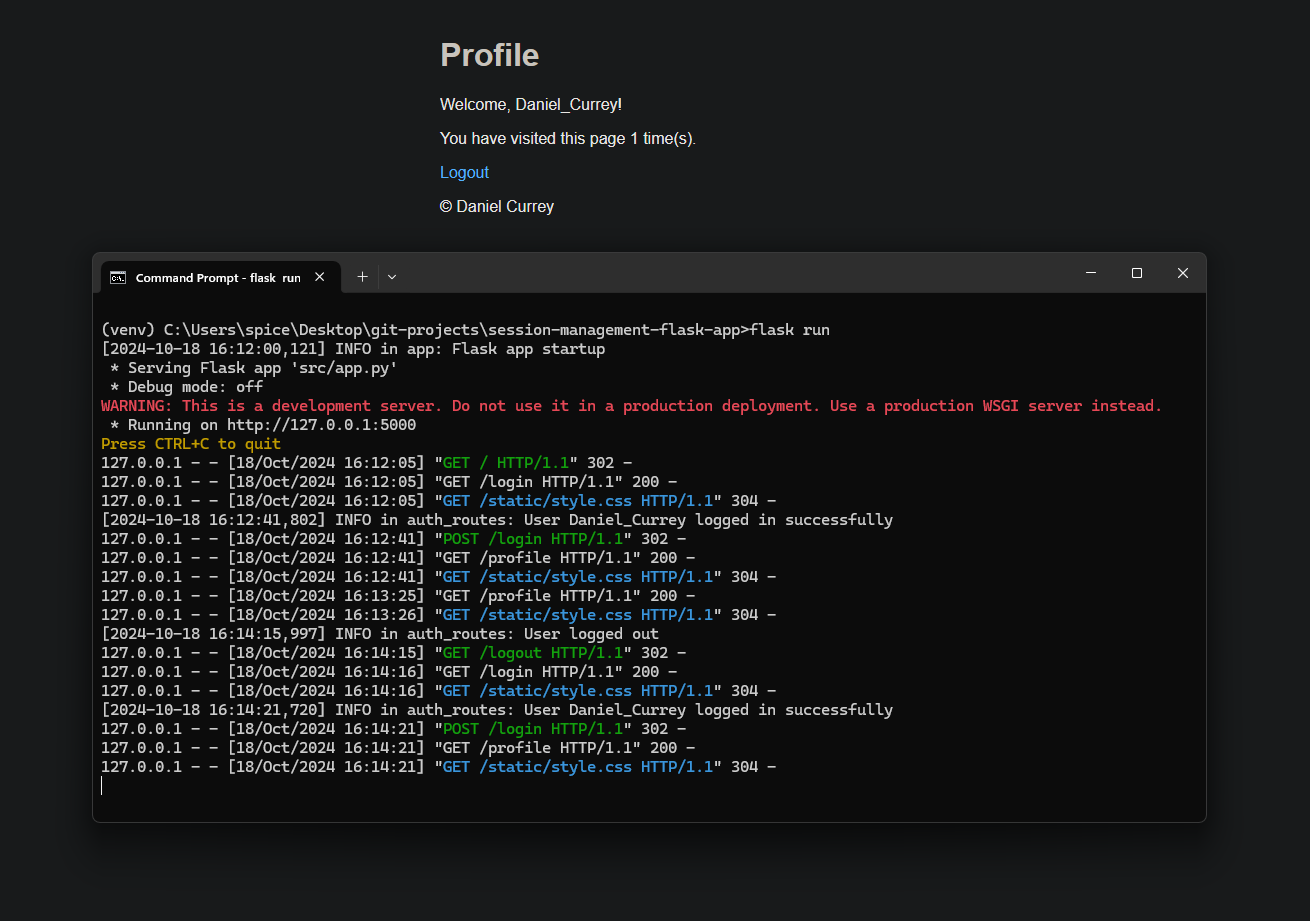 Profile
Welcome, Daniel_Currey!
You have visited this page 1 time(s).
Logout
© Daniel Currey
Command Prompt - flask run
(venv) C:\Users\spice\Desktop\git-projects\session-management-flask-app>flask run
[2024-10-18 16:12:00,121] INFO in app: Flask app startup
 * Serving Flask app 'src/app.py'
 * Debug mode: off
WARNING: This is a development server. Do not use it in a production deployment. Use a production WSGI server instead.
 * Running on http://127.0.0.1:5000
Press CTRL+C to quit
127.0.0.1 - - [18/Oct/2024 16:12:05] "GET / HTTP/1.1" 302 -
127.0.0.1 - - [18/Oct/2024 16:12:05] "GET /login HTTP/1.1" 200 -
127.0.0.1 - - [18/Oct/2024 16:12:05] "GET /static/style.css HTTP/1.1" 304 -
[2024-10-18 16:12:41,802] INFO in auth_routes: User Daniel_Currey logged in successfully
127.0.0.1 - - [18/Oct/2024 16:12:41] "POST /login HTTP/1.1" 302 -
127.0.0.1 - - [18/Oct/2024 16:12:41] "GET /profile HTTP/1.1" 200 -
127.0.0.1 - - [18/Oct/2024 16:12:41] "GET /static/style.css HTTP/1.1" 304 -
127.0.0.1 - - [18/Oct/2024 16:13:25] "GET /profile HTTP/1.1" 200 -
127.0.0.1 - - [18/Oct/2024 16:13:26] "GET /static/style.css HTTP/1.1" 304 -
[2024-10-18 16:14:15,997] INFO in auth_routes: User logged out
127.0.0.1 - - [18/Oct/2024 16:14:15] "GET /logout HTTP/1.1" 302 -
127.0.0.1 - - [18/Oct/2024 16:14:16] "GET /login HTTP/1.1" 200 -
127.0.0.1 - - [18/Oct/2024 16:14:16] "GET /static/style.css HTTP/1.1" 304 -
[2024-10-18 16:14:21,720] INFO in auth_routes: User Daniel_Currey logged in successfully
127.0.0.1 - - [18/Oct/2024 16:14:21] "POST /login HTTP/1.1" 302 -
127.0.0.1 - - [18/Oct/2024 16:14:21] "GET /profile HTTP/1.1" 200 -
127.0.0.1 - - [18/Oct/2024 16:14:21] "GET /static/style.css HTTP/1.1" 304 -